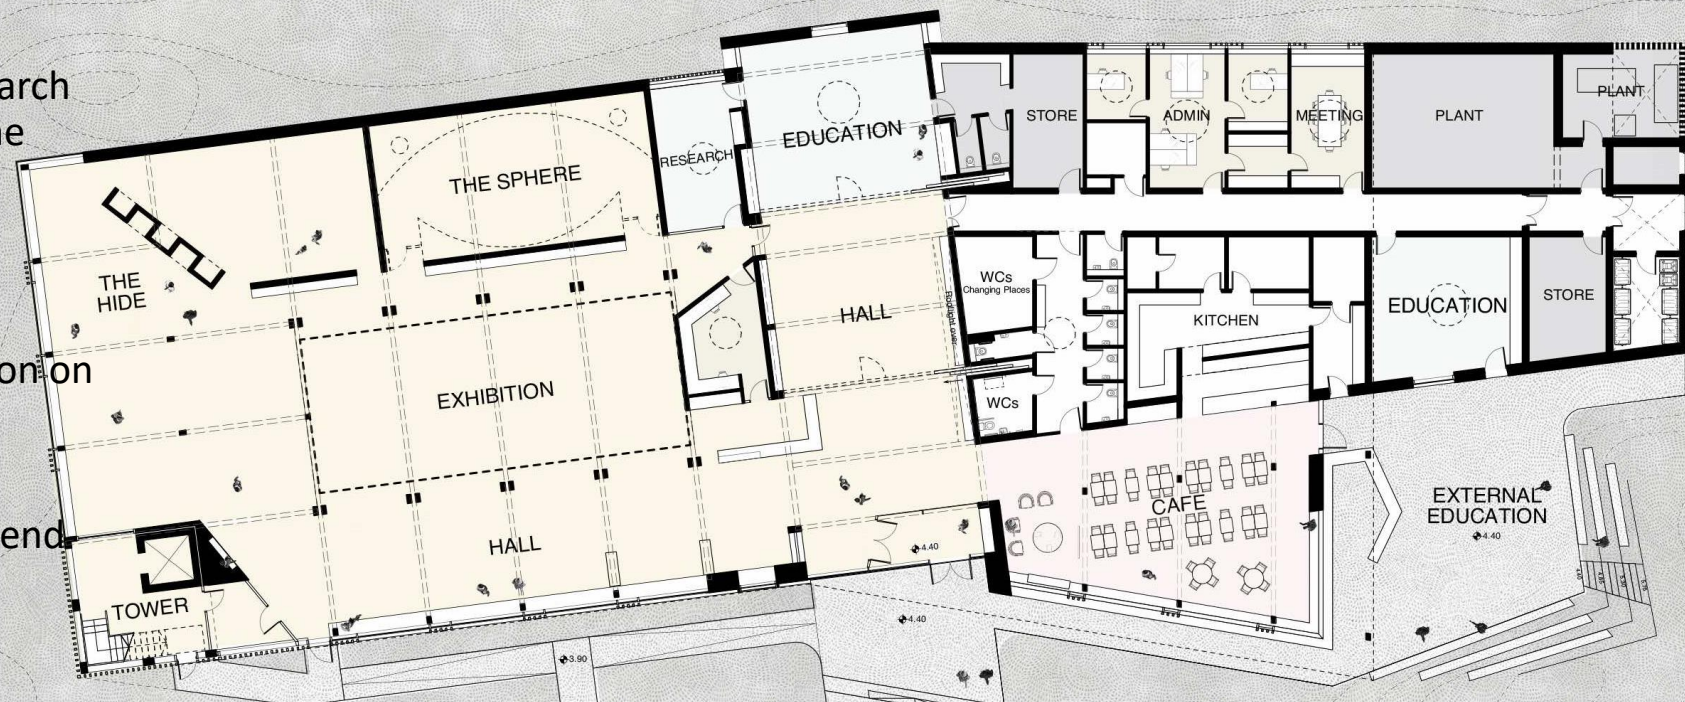 arch
ne
on on
end
THE
HIDE
THE SPHERE
RESEARCH
EDUCATION
STORE
ADMIN
MEETING
PLANT
PLANT
EXHIBITION
HALL
HALL
Rooflight over
WCs
Changing Places
WCs
KITCHEN
EDUCATION
STORE
CAFE
EXTERNAL
EDUCATION
4.40
TOWER
4.40
4.40
3.90